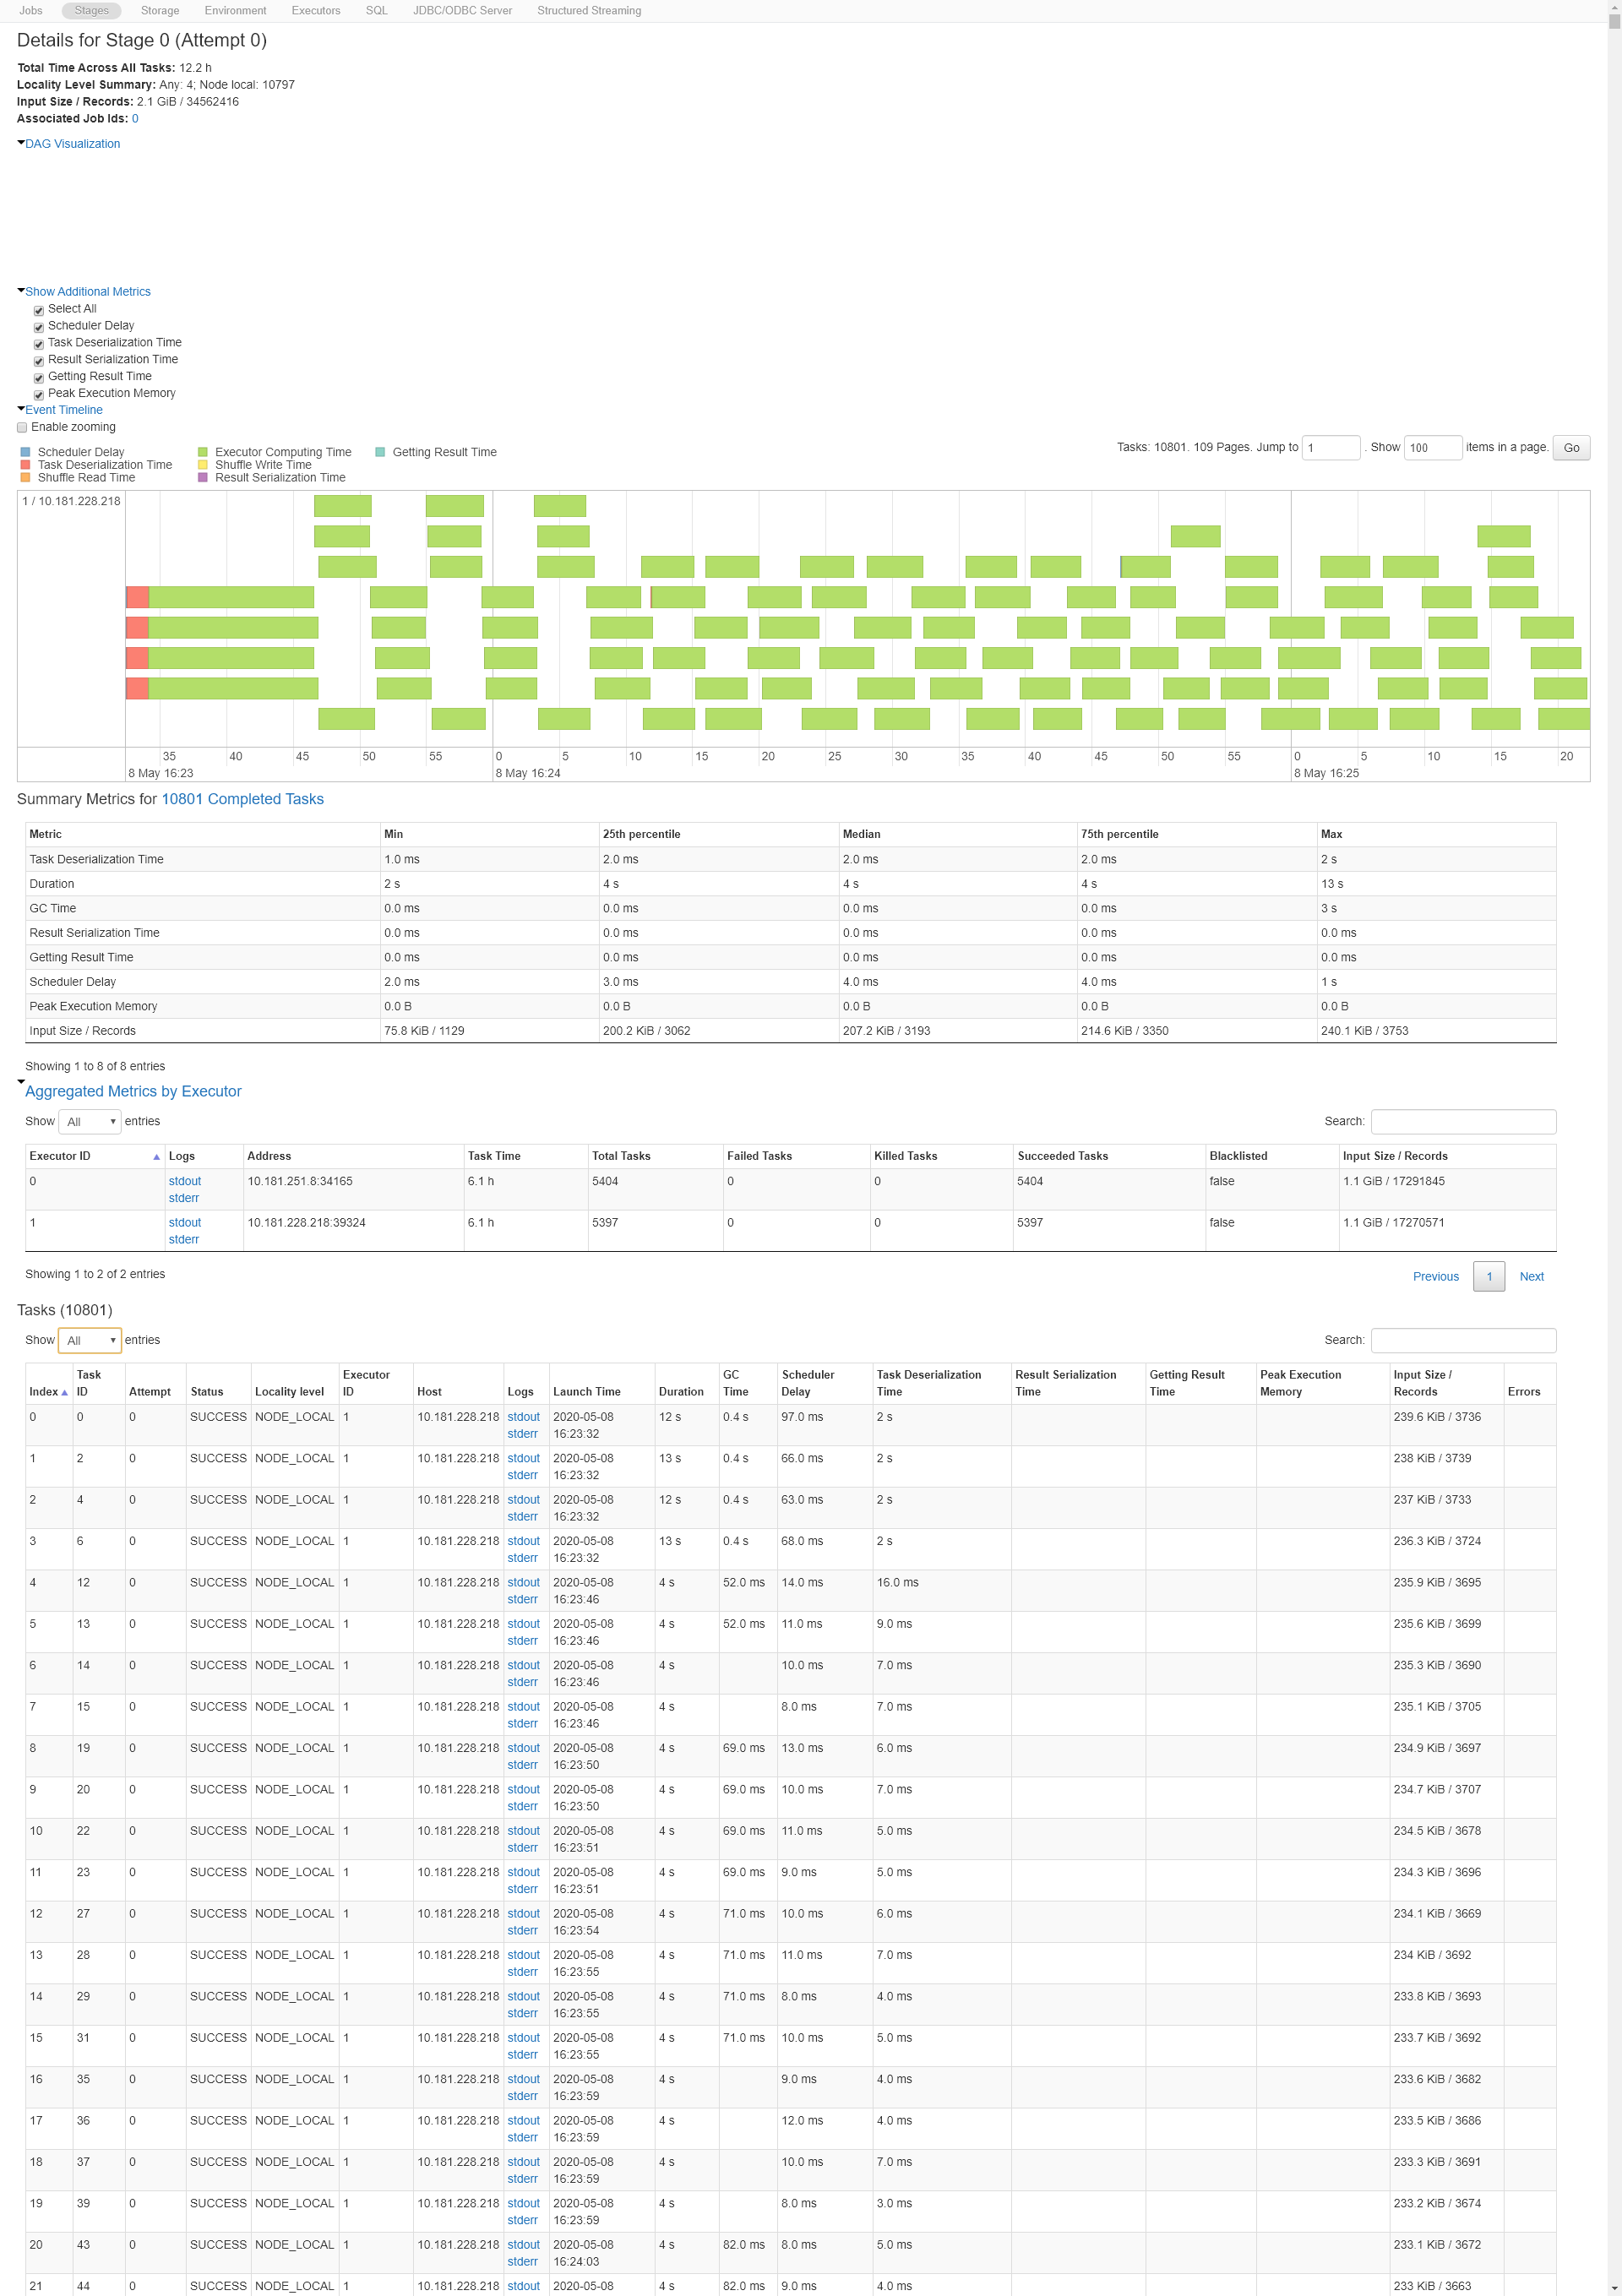 Jobs Stages Storage Environment Executors SQL JDBC/ODBC Server Structured Streaming
Details for Stage 0 (Attempt 0)
Total Time Across All Tasks: 12.2 h
Locality Level Summary: Any: 4; Node local: 10797
Input Size / Records: 2.1 GiB / 34562416
Associated Job Ids: 0
DAG Visualization
Show Additional Metrics
Select All
Scheduler Delay
Task Deserialization Time
Result Serialization Time
Getting Result Time
Peak Execution Memory
Event Timeline
Enable zooming
Tasks: 10801. 109 Pages. Jump to 1 . Show 100 items in a page. Go
Scheduler Delay Executor Computing Time Getting Result Time
Task Deserialization Time Shuffle Write Time
Shuffle Read Time Result Serialization Time
1 / 10.181.228.218
35 40 45 50 55 0 5 10 15 20 25 30 35 40 45 50 55 0 5 10 15 20
8 May 16:23 8 May 16:24 8 May 16:25
Summary Metrics for 10801 Completed Tasks
Metric Min 25th percentile Median 75th percentile Max
Task Deserialization Time 1.0 ms 2.0 ms 2.0 ms 2.0 ms 2 s
Duration 2 s 4 s 4 s 4 s 13 s
GC Time 0.0 ms 0.0 ms 0.0 ms 0.0 ms 3 s
Result Serialization Time 0.0 ms 0.0 ms 0.0 ms 0.0 ms 0.0 ms
Getting Result Time 0.0 ms 0.0 ms 0.0 ms 0.0 ms 0.0 ms
Scheduler Delay 2.0 ms 3.0 ms 4.0 ms 4.0 ms 1 s
Peak Execution Memory 0.0 B 0.0 B 0.0 B 0.0 B 0.0 B
Input Size / Records 75.8 KiB / 1129 200.2 KiB / 3062 207.2 KiB / 3193 214.6 KiB / 3350 240.1 KiB / 3753
Showing 1 to 8 of 8 entries
Aggregated Metrics by Executor
Show All entries Search:
Executor ID Logs Address Task Time Total Tasks Failed Tasks Killed Tasks Succeeded Tasks Blacklisted Input Size / Records
0 stdout 10.181.251.8:34165 6.1 h 5404 0 0 5404 false 1.1 GiB / 17291845
stderr
1 stdout 10.181.228.218:39324 6.1 h 5397 0 0 5397 false 1.1 GiB / 17270571
stderr
Showing 1 to 2 of 2 entries Previous 1 Next
Tasks (10801)
Show All entries Search:
Task Executor GC Scheduler Task Deserialization Result Serialization Getting Result Peak Execution Input Size /
Index ID Attempt Status Locality level ID Host Logs Launch Time Duration Time Delay Time Time Time Memory Records Errors
0 0 0 SUCCESS NODE_LOCAL 1 10.181.228.218 stdout 2020-05-08 12 s 0.4 s 97.0 ms 2 s 239.6 KiB / 3736
stderr 16:23:32
1 2 0 SUCCESS NODE_LOCAL 1 10.181.228.218 stdout 2020-05-08 13 s 0.4 s 66.0 ms 2 s 238 KiB / 3739
stderr 16:23:32
2 4 0 SUCCESS NODE_LOCAL 1 10.181.228.218 stdout 2020-05-08 12 s 0.4 s 63.0 ms 2 s 237 KiB / 3733
stderr 16:23:32
3 6 0 SUCCESS NODE_LOCAL 1 10.181.228.218 stdout 2020-05-08 13 s 0.4 s 68.0 ms 2 s 236.3 KiB / 3724
stderr 16:23:32
4 12 0 SUCCESS NODE_LOCAL 1 10.181.228.218 stdout 2020-05-08 4 s 52.0 ms 14.0 ms 16.0 ms 235.9 KiB / 3695
stderr 16:23:46
5 13 0 SUCCESS NODE_LOCAL 1 10.181.228.218 stdout 2020-05-08 4 s 52.0 ms 11.0 ms 9.0 ms 235.6 KiB / 3699
stderr 16:23:46
6 14 0 SUCCESS NODE_LOCAL 1 10.181.228.218 stdout 2020-05-08 4 s 10.0 ms 7.0 ms 235.3 KiB / 3690
stderr 16:23:46
7 15 0 SUCCESS NODE_LOCAL 1 10.181.228.218 stdout 2020-05-08 4 s 8.0 ms 7.0 ms 235.1 KiB / 3705
stderr 16:23:46
8 19 0 SUCCESS NODE_LOCAL 1 10.181.228.218 stdout 2020-05-08 4 s 69.0 ms 13.0 ms 6.0 ms 234.9 KiB / 3697
stderr 16:23:50
9 20 0 SUCCESS NODE_LOCAL 1 10.181.228.218 stdout 2020-05-08 4 s 69.0 ms 10.0 ms 7.0 ms 234.7 KiB / 3707
stderr 16:23:50
10 22 0 SUCCESS NODE_LOCAL 1 10.181.228.218 stdout 2020-05-08 4 s 69.0 ms 11.0 ms 5.0 ms 234.5 KiB / 3678
stderr 16:23:51
11 23 0 SUCCESS NODE_LOCAL 1 10.181.228.218 stdout 2020-05-08 4 s 69.0 ms 9.0 ms 5.0 ms 234.3 KiB / 3696
stderr 16:23:51
12 27 0 SUCCESS NODE_LOCAL 1 10.181.228.218 stdout 2020-05-08 4 s 71.0 ms 10.0 ms 6.0 ms 234.1 KiB / 3669
stderr 16:23:54
13 28 0 SUCCESS NODE_LOCAL 1 10.181.228.218 stdout 2020-05-08 4 s 71.0 ms 11.0 ms 7.0 ms 234 KiB / 3692
stderr 16:23:55
14 29 0 SUCCESS NODE_LOCAL 1 10.181.228.218 stdout 2020-05-08 4 s 71.0 ms 8.0 ms 4.0 ms 233.8 KiB / 3693
stderr 16:23:55
15 31 0 SUCCESS NODE_LOCAL 1 10.181.228.218 stdout 2020-05-08 4 s 71.0 ms 10.0 ms 5.0 ms 233.7 KiB / 3692
stderr 16:23:55
16 35 0 SUCCESS NODE_LOCAL 1 10.181.228.218 stdout 2020-05-08 4 s 9.0 ms 4.0 ms 233.6 KiB / 3682
stderr 16:23:59
17 36 0 SUCCESS NODE_LOCAL 1 10.181.228.218 stdout 2020-05-08 4 s 12.0 ms 4.0 ms 233.5 KiB / 3686
stderr 16:23:59
18 37 0 SUCCESS NODE_LOCAL 1 10.181.228.218 stdout 2020-05-08 4 s 10.0 ms 7.0 ms 233.3 KiB / 3691
stderr 16:23:59
19 39 0 SUCCESS NODE_LOCAL 1 10.181.228.218 stdout 2020-05-08 4 s 8.0 ms 3.0 ms 233.2 KiB / 3674
stderr 16:23:59
20 43 0 SUCCESS NODE_LOCAL 1 10.181.228.218 stdout 2020-05-08 4 s 82.0 ms 8.0 ms 5.0 ms 233.1 KiB / 3672
stderr 16:24:03
21 44 0 SUCCESS NODE_LOCAL 1 10.181.228.218 stdout 2020-05-08 4 s 82.0 ms 9.0 ms 4.0 ms 233 KiB / 3663